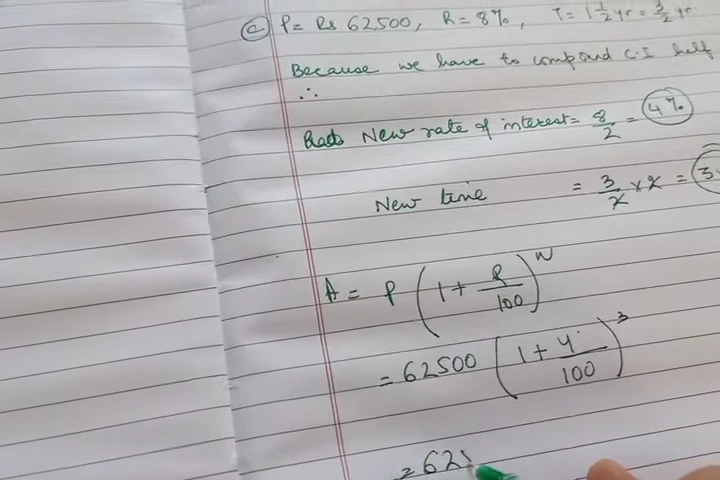 (c) P = Rs 62500, R = 8%, T = 1 1/2 yr = 3/2 yr.
Because we have to compound C.I half
∴
New rate of interest = 8/2 = 4%
New time = 3/2 × 2 = 3
A = P (1 + R/100)^N
= 62500 (1 + 4/100)^3
= 62